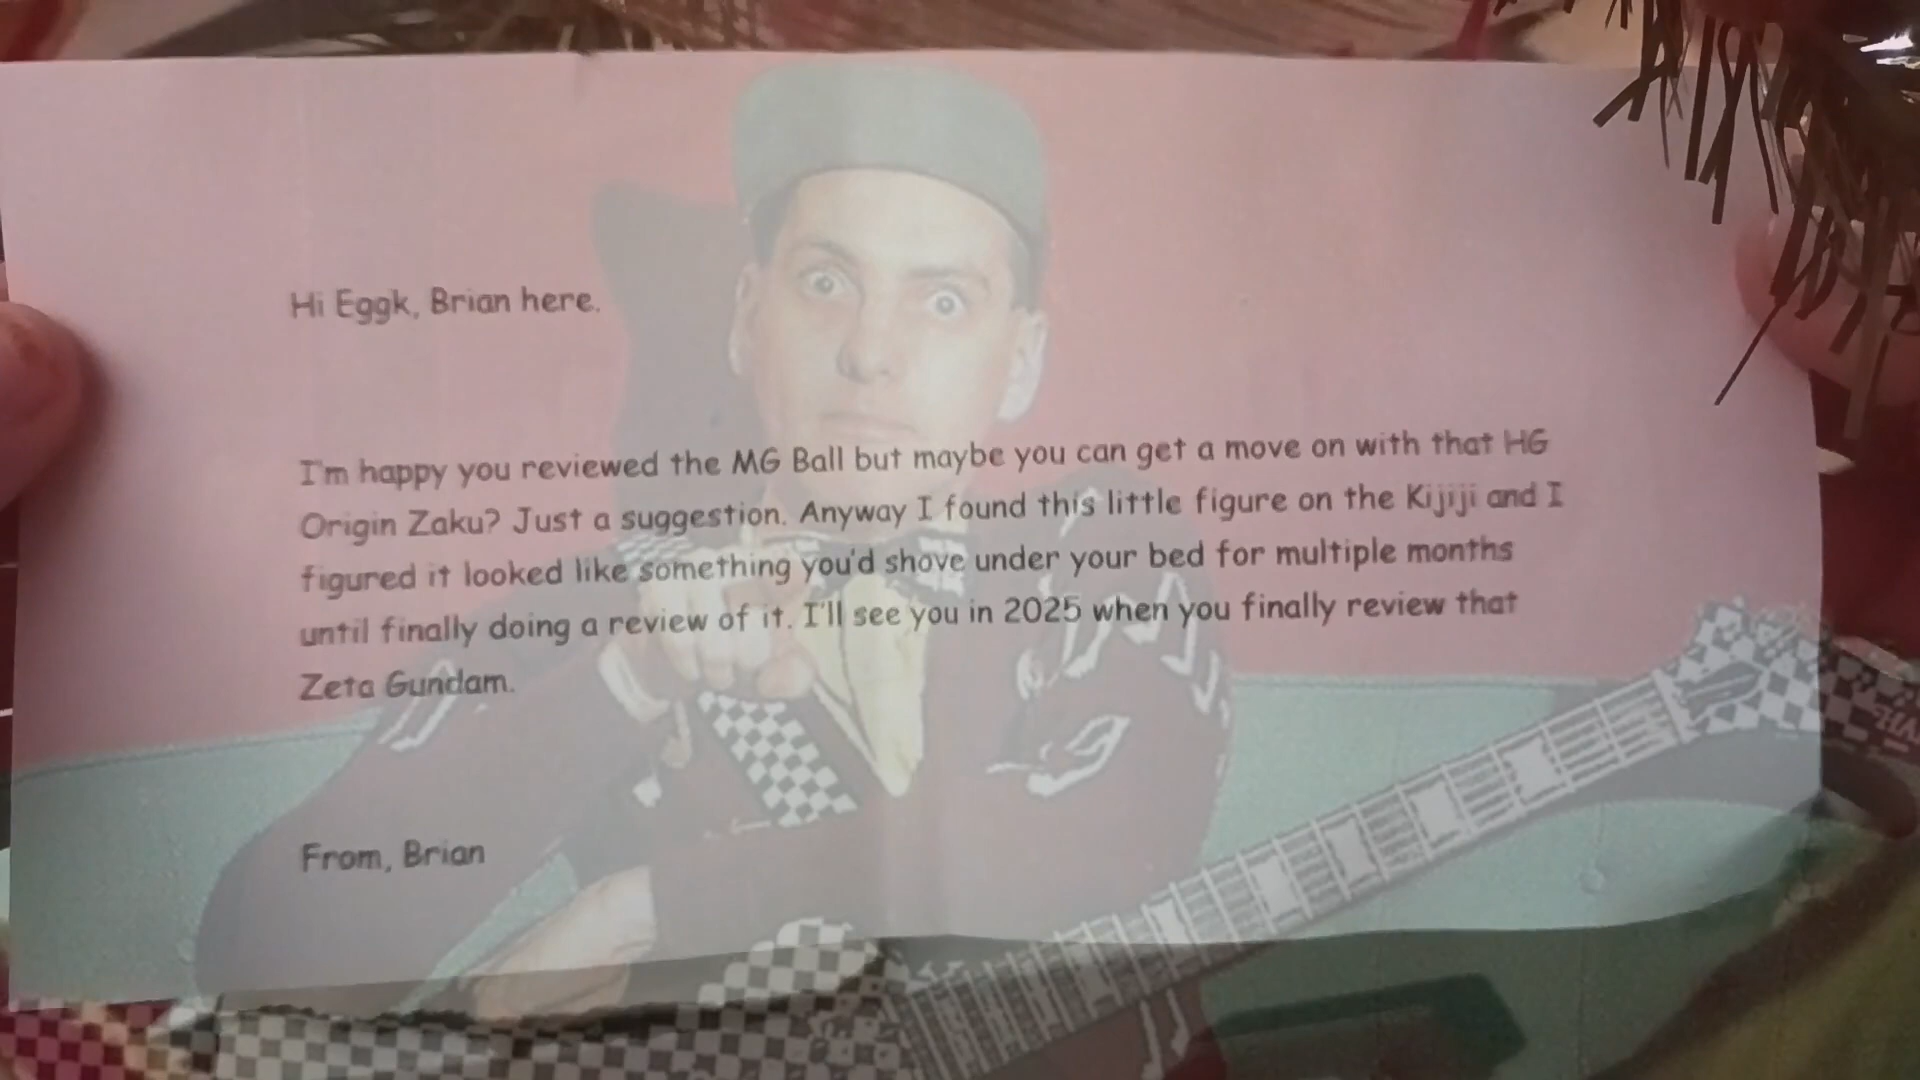 Hi Eggk, Brian here.
I'm happy you reviewed the MG Ball but maybe you can get a move on with that HG
Origin Zaku? Just a suggestion. Anyway I found this little figure on the Kijiji and I
figured it looked like something you'd shove under your bed for multiple months
until finally doing a review of it. I'll see you in 2025 when you finally review that
Zeta Gundam.
From, Brian